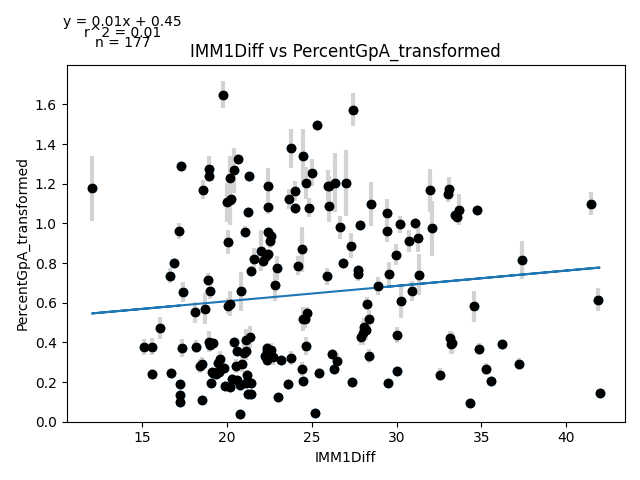 y = 0.01x + 0.45
r^2 = 0.01
n = 177
IMM1Diff vs PercentGpA_transformed
PercentGpA_transformed
1.6
1.4
1.2
1.0
0.8
0.6
0.4
0.2
0.0
15 20 25 30 35 40
IMM1Diff